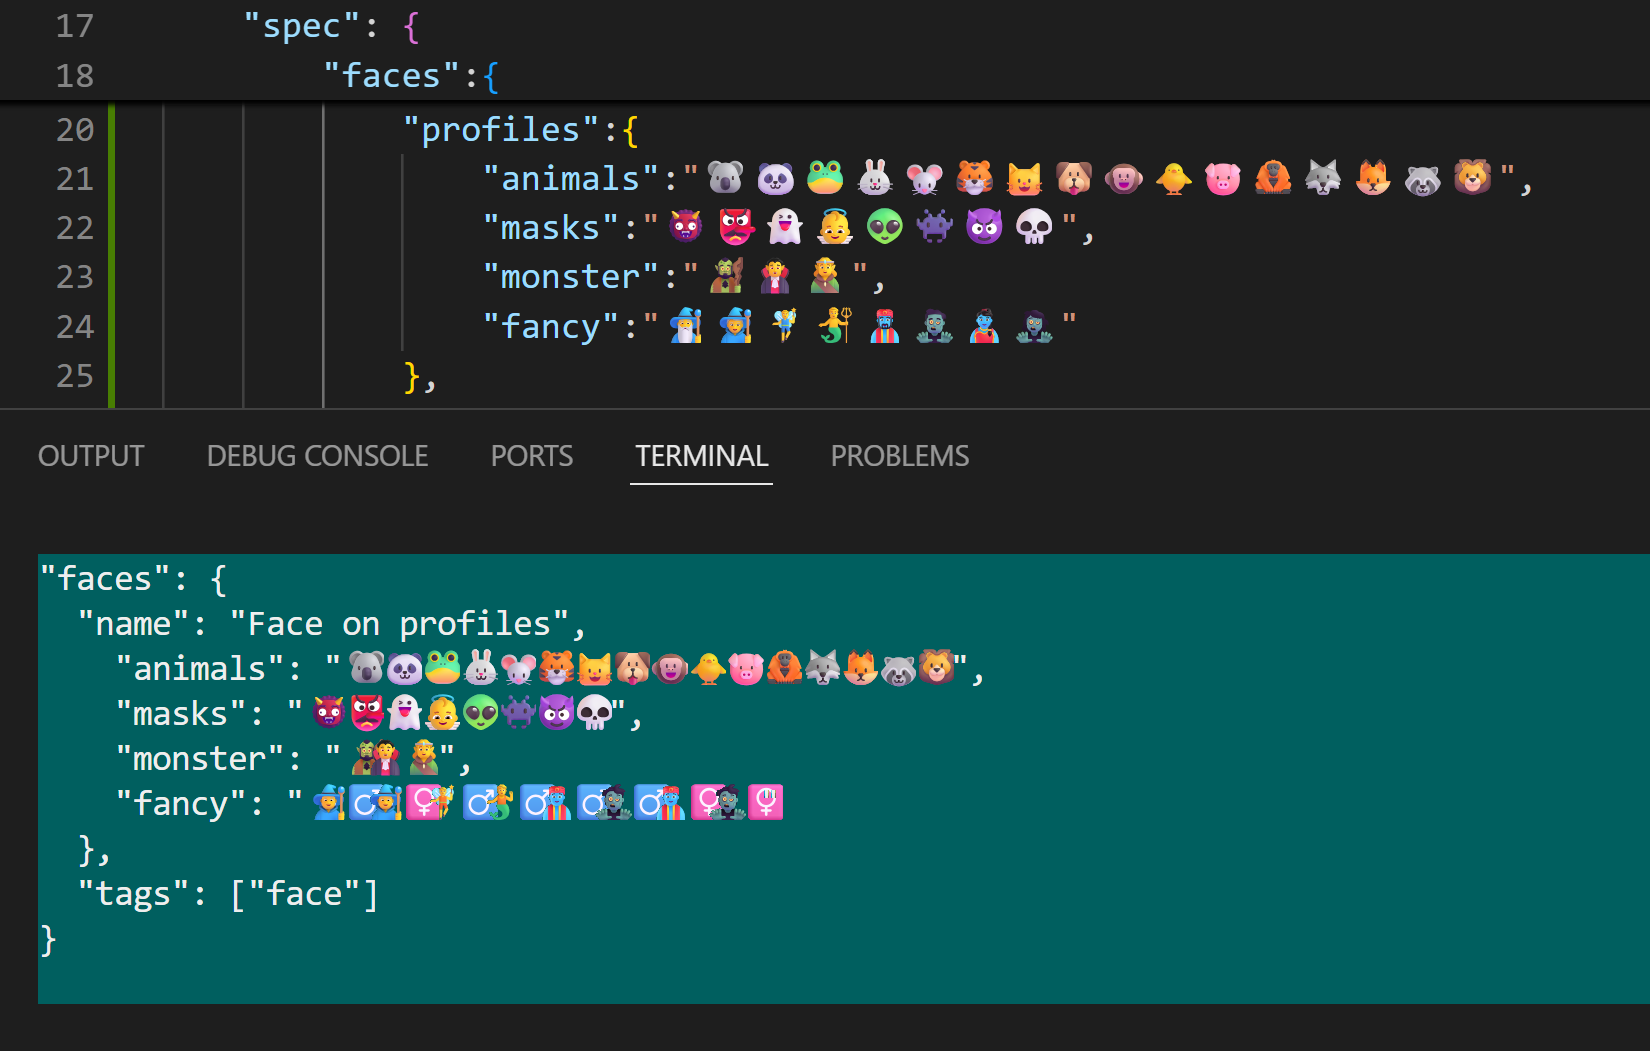 17 "spec": {
18 "faces":{
20 "profiles":{
21 "animals":"🐨🐼🐸🐰🐭🐯🐱🐶🐵🐤🐷🦧🐺🦊🦝🦁",
22 "masks":"👹👺👻👼👽👾😈💀",
23 "monster":"🧌🧛🧝"
24 "fancy":"🧙‍♂️🧙‍♀️🧚‍♂️🧜‍♂️🧞‍♂️🧟‍♂️🧞‍♀️🧟‍♀️"
25 },
OUTPUT DEBUG CONSOLE PORTS TERMINAL PROBLEMS
"faces": {
"name": "Face on profiles",
"animals": "🐨🐼🐸🐰🐭🐯🐱🐶🐵🐤🐷🦧🐺🦊🦝🦁",
"masks": "👹👺👻👼👽👾😈💀",
"monster": "🧌🧛🧝",
"fancy": "🧙♂🧙♀🧚♂🧜♂🧞♂🧟♂🧞♀🧟♀
},
"tags": ["face"]
}